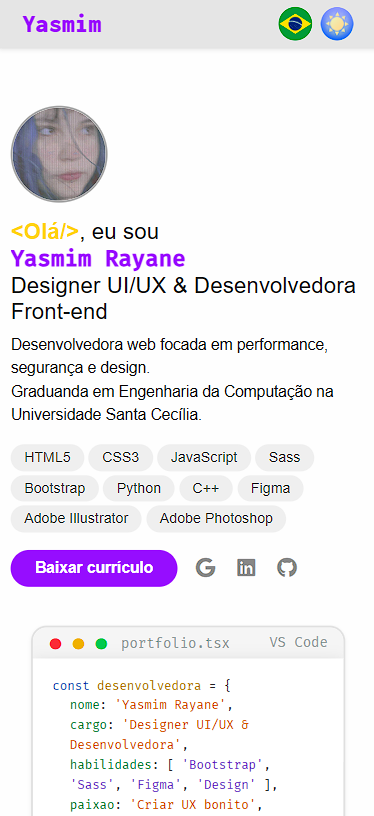 Yasmim
<Olá/>, eu sou
Yasmim Rayane
Designer UI/UX & Desenvolvedora
Front-end
Desenvolvedora web focada em performance,
segurança e design.
Graduanda em Engenharia da Computação na
Universidade Santa Cecília.
HTML5 CSS3 JavaScript Sass
Bootstrap Python C++ Figma
Adobe Illustrator Adobe Photoshop
Baixar currículo
portfolio.tsx VS Code
const desenvolvedora = {
nome: 'Yasmim Rayane',
cargo: 'Designer UI/UX &
Desenvolvedora',
habilidades: [ 'Bootstrap',
'Sass', 'Figma', 'Design' ],
paixao: 'Criar UX bonito',